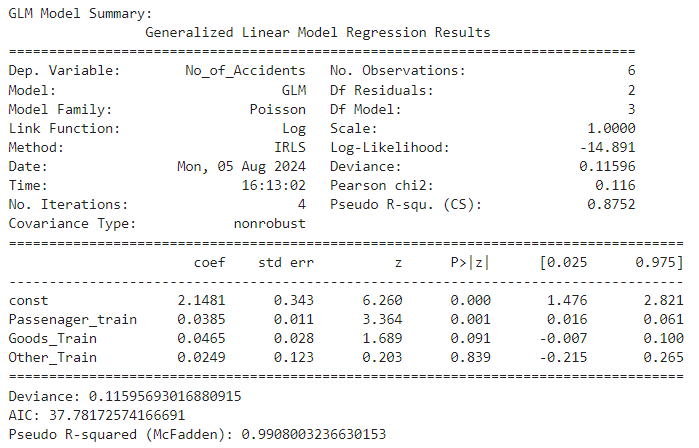 GLM Model Summary:
Generalized Linear Model Regression Results
==============================================================================
Dep. Variable: No_of_Accidents No. Observations: 6
Model: GLM Df Residuals: 2
Model Family: Poisson Df Model: 3
Link Function: Log Scale: 1.0000
Method: IRLS Log-Likelihood: -14.891
Date: Mon, 05 Aug 2024 Deviance: 0.11596
Time: 16:13:02 Pearson chi2: 0.116
No. Iterations: 4 Pseudo R-squ. (CS): 0.8752
Covariance Type: nonrobust
====================================================================================
coef std err z P>|z| [0.025 0.975]
------------------------------------------------------------------------------------
const 2.1481 0.343 6.260 0.000 1.476 2.821
Passenager_train 0.0385 0.011 3.364 0.001 0.016 0.061
Goods_Train 0.0465 0.028 1.689 0.091 -0.007 0.100
Other_Train 0.0249 0.123 0.203 0.839 -0.215 0.265
====================================================================================
Deviance: 0.11595693016880915
AIC: 37.78172574166691
Pseudo R-squared (McFadden): 0.9908003236630153